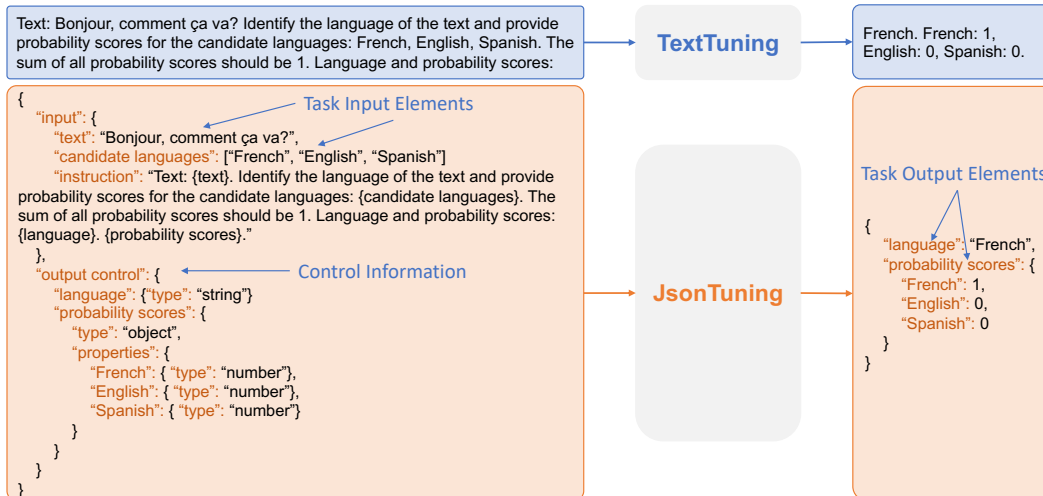 Text: Bonjour, comment ça va? Identify the language of the text and provide
probability scores for the candidate languages: French, English, Spanish. The
sum of all probability scores should be 1. Language and probability scores:
TextTuning
French. French: 1,
English: 0, Spanish: 0.
{
“input”: {
Task Input Elements
“text”: “Bonjour, comment ça va?”,
“candidate languages”: [“French”, “English”, “Spanish”]
“instruction”: “Text: {text}. Identify the language of the text and provide
probability scores for the candidate languages: {candidate languages}. The
sum of all probability scores should be 1. Language and probability scores:
{language}. {probability scores}.”
},
“output control”: {
Control Information
“language”: {“type”: “string”}
“probability scores”: {
“type”: “object”,
“properties”: {
“French”: { “type”: “number”},
“English”: { “type”: “number”},
“Spanish”: { “type”: “number”}
}
}
}
}
JsonTuning
Task Output Elements
{
“language”: “French”,
“probability scores”: {
“French”: 1,
“English”: 0,
“Spanish”: 0
}
}